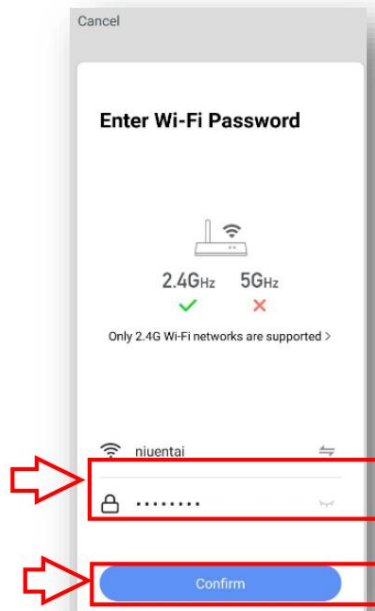 Cancel
Enter Wi-Fi Password
2.4GHz 5GHz
Only 2.4G Wi-Fi networks are supported >
niuentai
........
Confirm